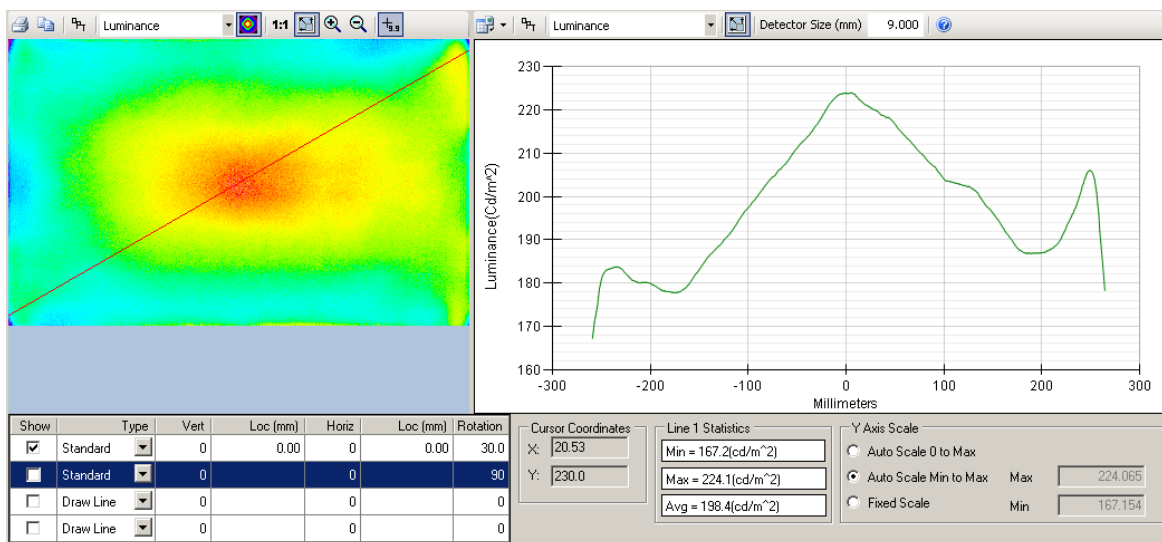 Luminance 1:1 +9.9
Luminance Detector Size (mm) 9.000
230
220
210
200
190
180
170
160
Luminance(Cd/m^2)
-300 -200 -100 0 100 200 300
Millimeters
Show Type Vert Loc (mm) Horiz Loc (mm) Rotation
Standard 0 0.00 0 0.00 30.0
Standard 0 0 90
Draw Line 0 0 0
Draw Line 0 0 0
Cursor Coordinates
X: 20.53
Y: 230.0
Line 1 Statistics
Min = 167.2(cd/m^2)
Max = 224.1(cd/m^2)
Avg = 198.4(cd/m^2)
Y Axis Scale
Auto Scale 0 to Max
Auto Scale Min to Max Max 224.065
Fixed Scale Min 167.154